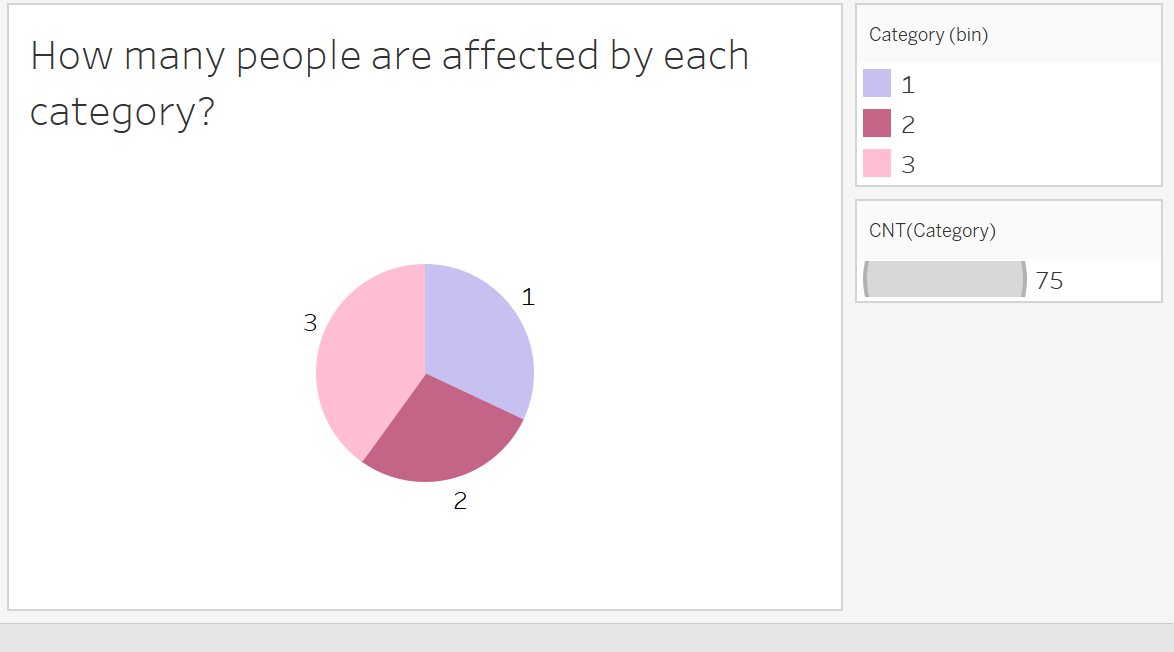 How many people are affected by each
category?
1
3
2
Category (bin)
1
2
3
CNT(Category)
75